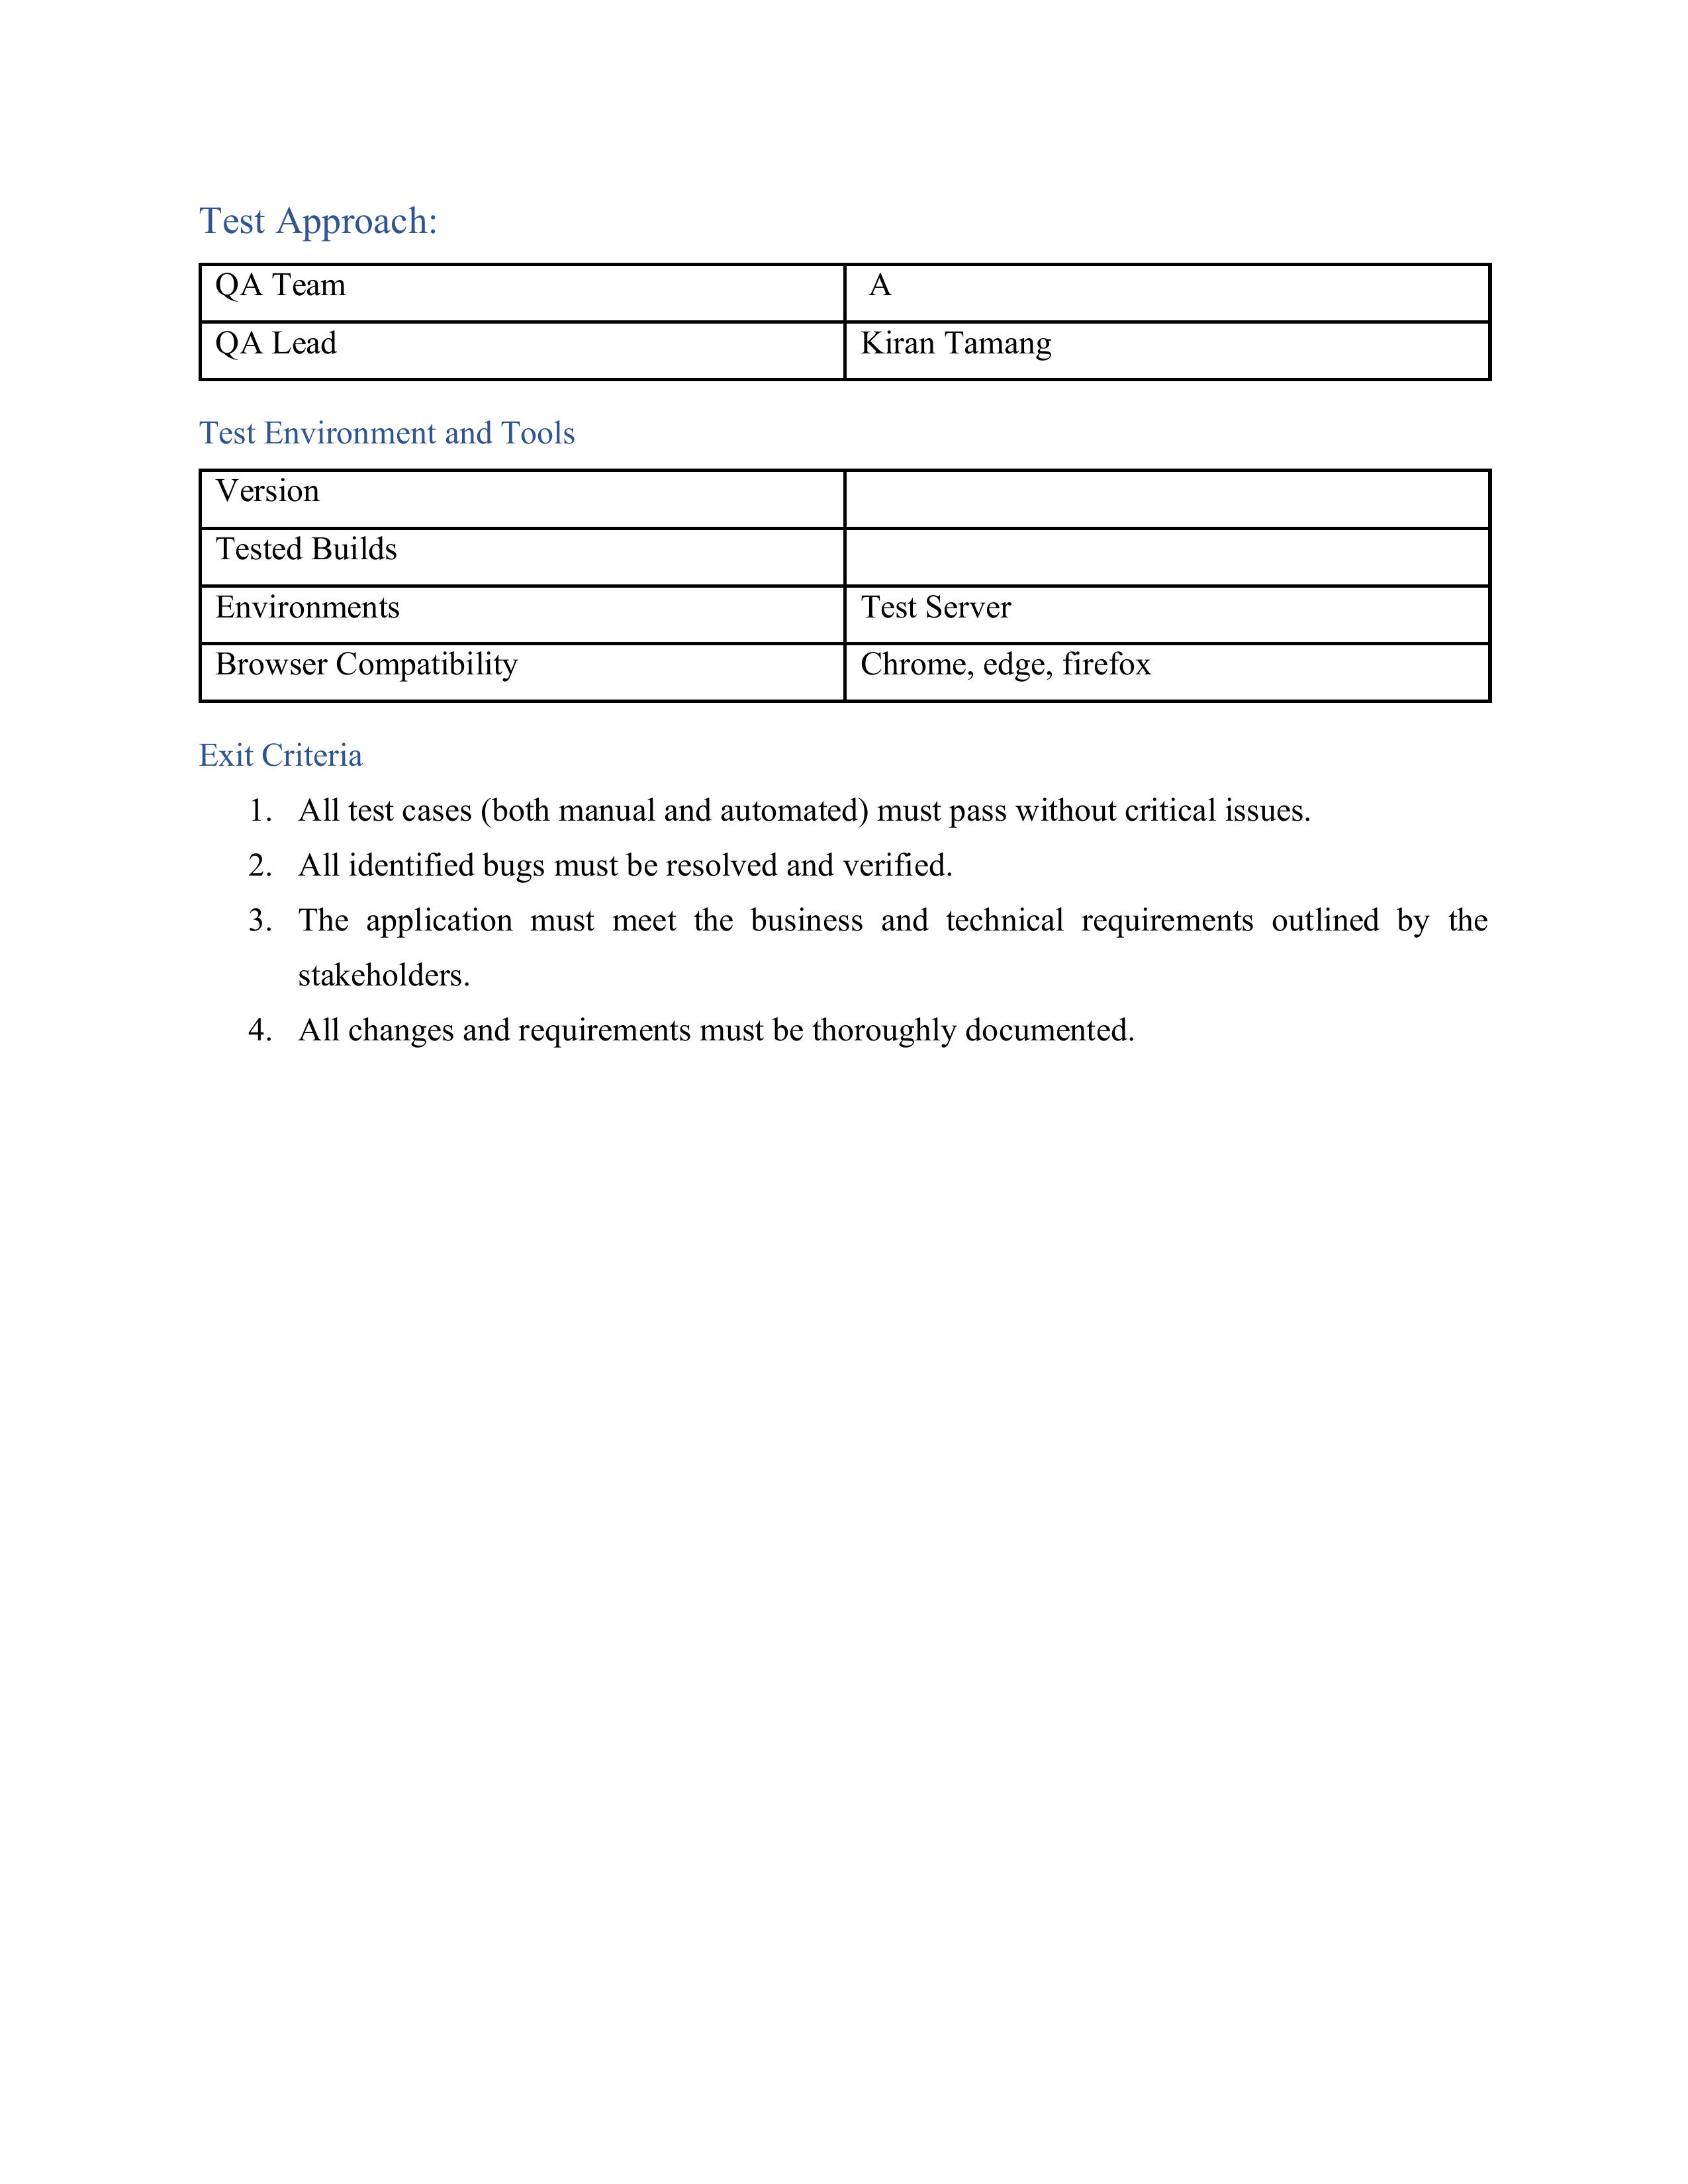 Test Approach:
QA Team A
QA Lead Kiran Tamang
Test Environment and Tools
Version
Tested Builds
Environments Test Server
Browser Compatibility Chrome, edge, firefox
Exit Criteria
1. All test cases (both manual and automated) must pass without critical issues.
2. All identified bugs must be resolved and verified.
3. The application must meet the business and technical requirements outlined by the
stakeholders.
4. All changes and requirements must be thoroughly documented.